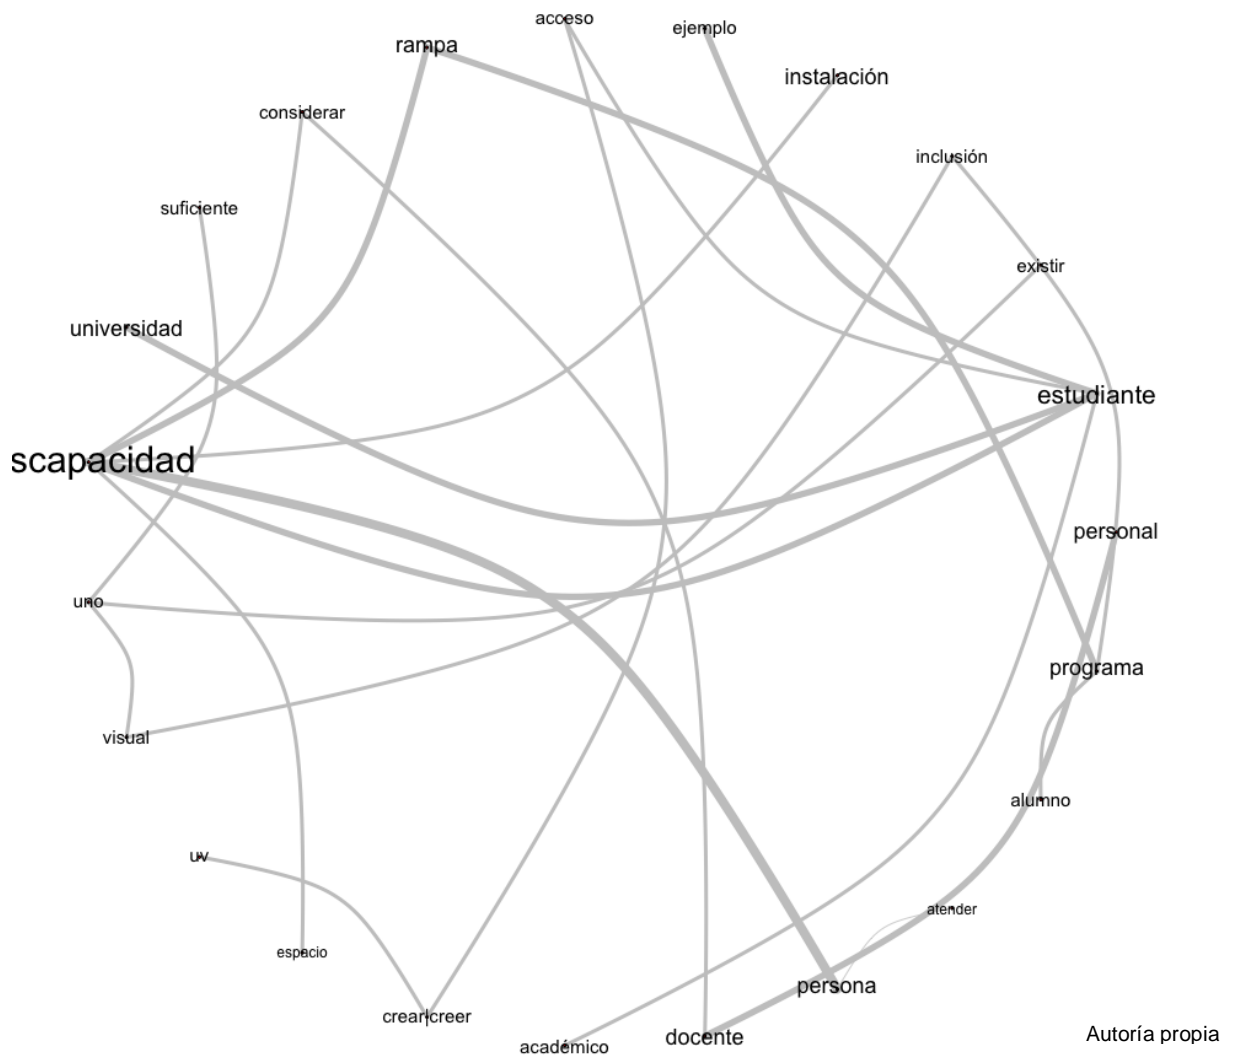 acceso
ejemplo
rampa
instalación
considerar
inclusión
suficiente
existir
universidad
estudiante
scapacidad
personal
uno
programa
visual
alumno
uv
atender
espacio
persona
crear|creer
docente
académico
Autoría propia